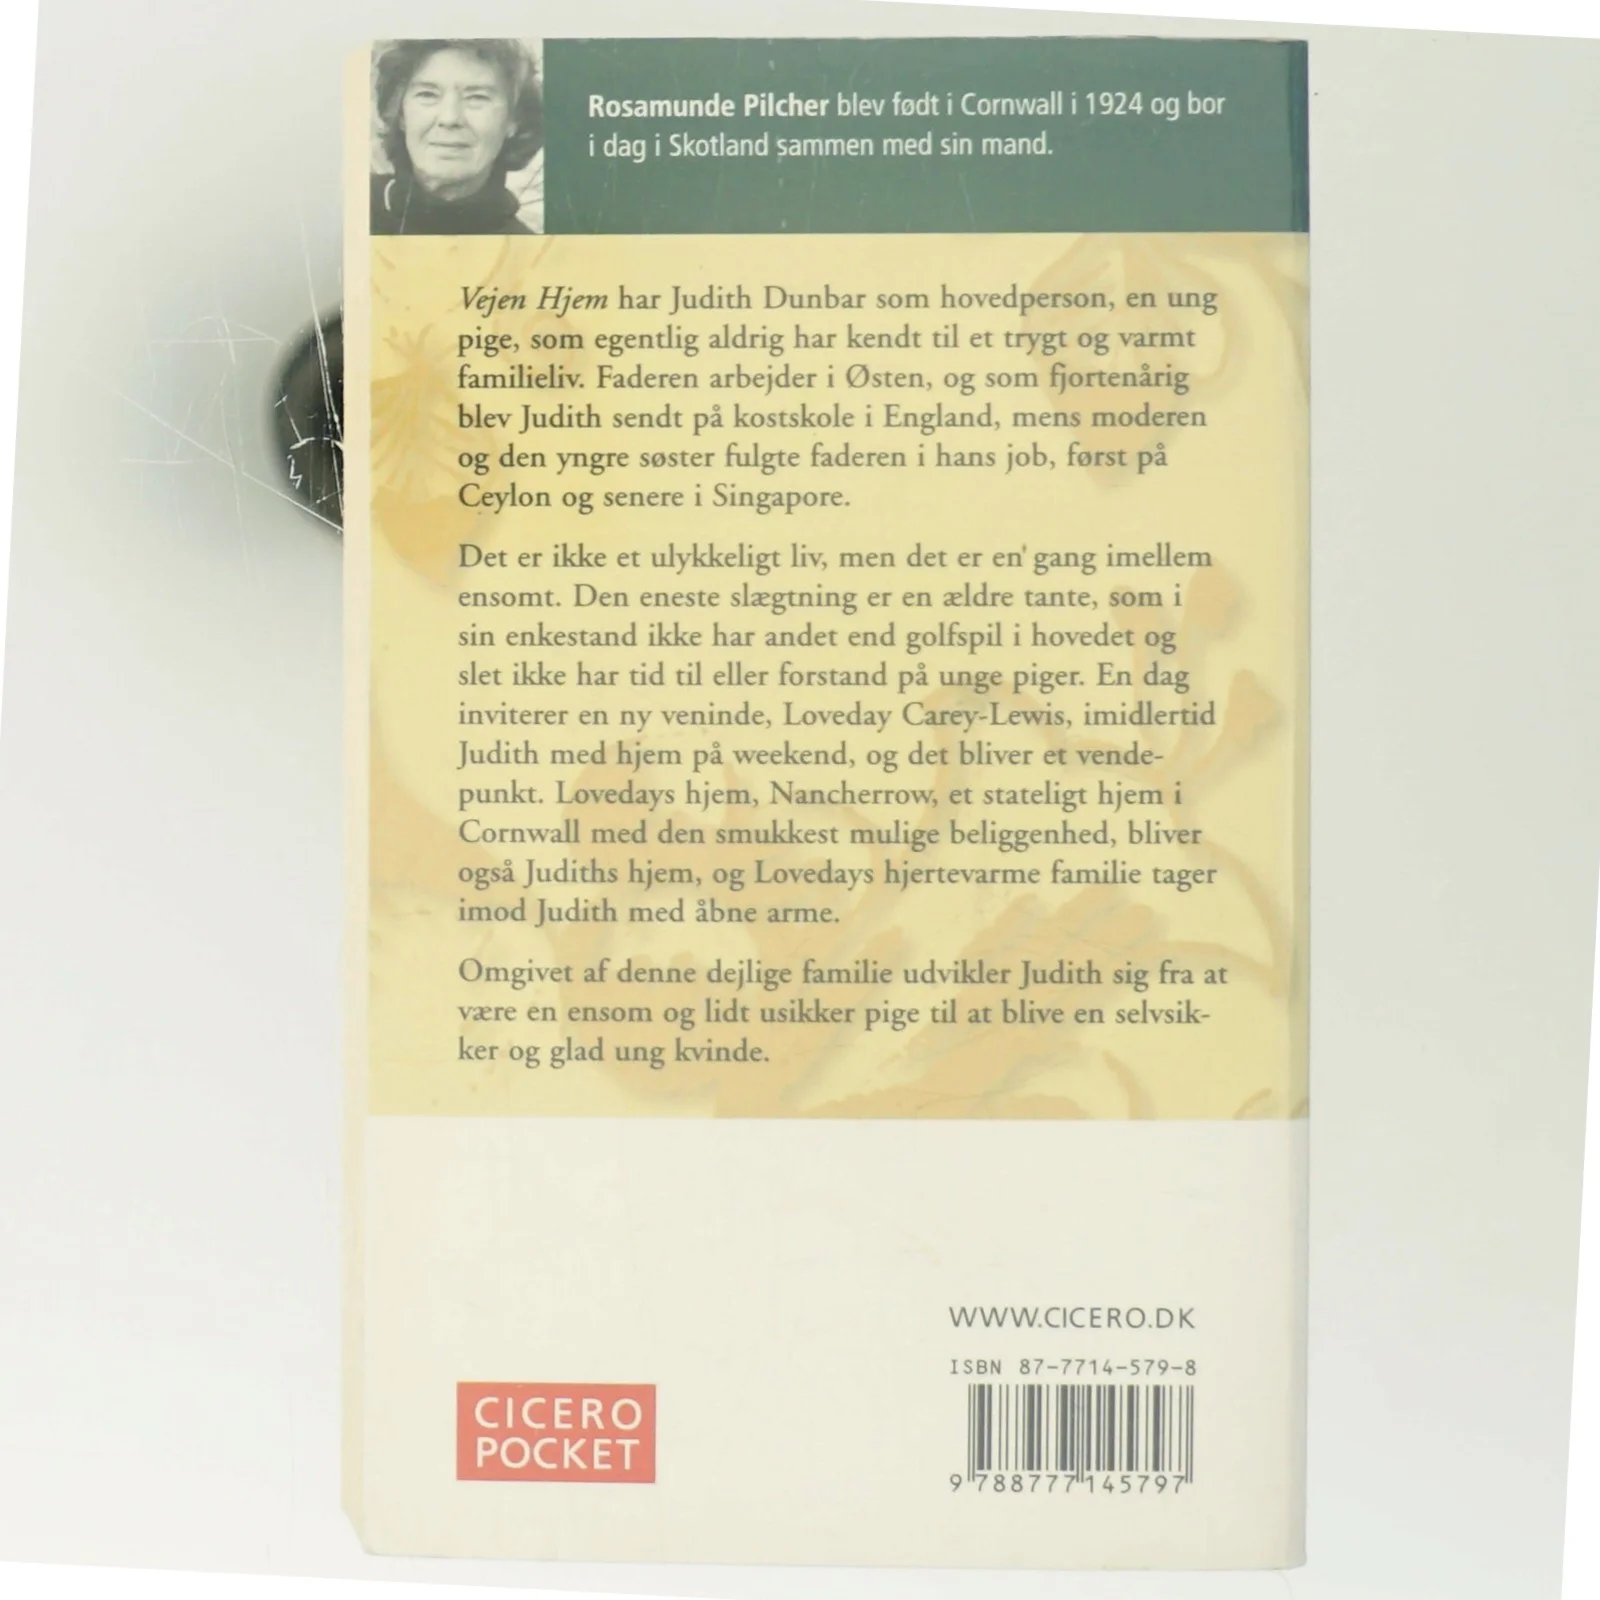 Rosamunde Pilcher blev født i Cornwall i 1924 og bor
i dag i Skotland sammen med sin mand.
Vejen Hjem har Judith Dunbar som hovedperson, en ung
pige, som egentlig aldrig har kendt til et trygt og varmt
familieliv. Faderen arbejder i Østen, og som fjortenårig
blev Judith sendt på kostskole i England, mens moderen
og den yngre søster fulgte faderen i hans job, først på
Ceylon og senere i Singapore.
Det er ikke et ulykkeligt liv, men det er en gang imellem
ensomt. Den eneste slægtning er en ældre tante, som i
sin enkestand ikke har andet end golfspil i hovedet og
slet ikke har tid til eller forstand på unge piger. En dag
inviterer en ny veninde, Loveday Carey-Lewis, imidlertid
Judith med hjem på weekend, og det bliver et vende-
punkt. Lovedays hjem, Nancherrow, et stateligt hjem i
Cornwall med den smukkest mulige beliggenhed, bliver
også Judiths hjem, og Lovedays hjertevarme familie tager
imod Judith med åbne arme.
Omgivet af denne dejlige familie udvikler Judith sig fra at
være en ensom og lidt usikker pige til at blive en selvsik-
ker og glad ung kvinde.
WWW.CICERO.DK
ISBN 87-7714-579-8
9 788777 145797
CICERO
POCKET